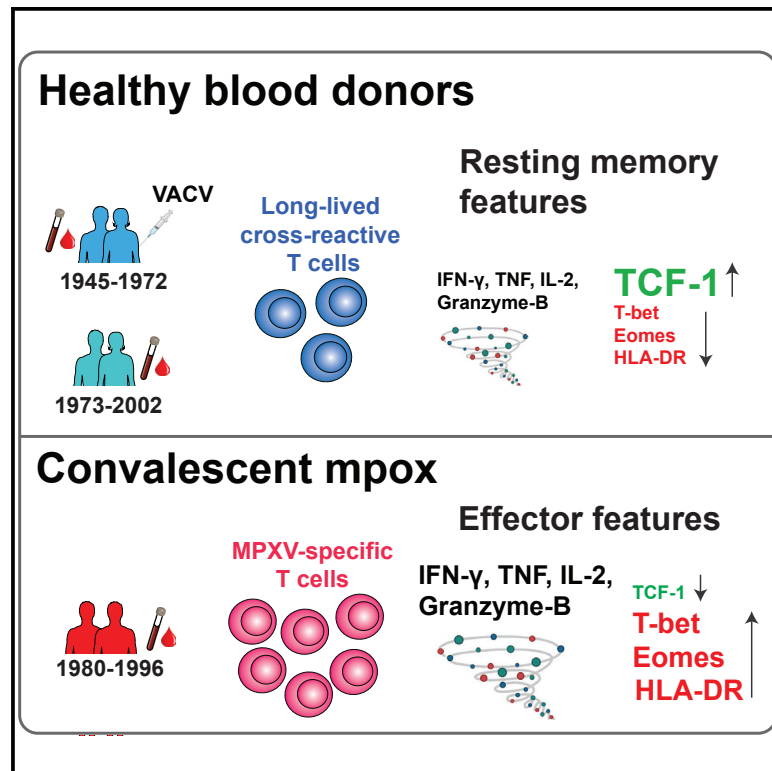 Healthy blood donors
VACV
1945-1972
1973-2002
Long-lived
cross-reactive
T cells
Resting memory
features
IFN-γ, TNF, IL-2,
Granzyme-B
TCF-1
T-bet
Eomes
HLA-DR
Convalescent mpox
1980-1996
MPXV-specific
T cells
Effector features
IFN-γ, TNF, IL-2,
Granzyme-B
TCF-1
T-bet
Eomes
HLA-DR